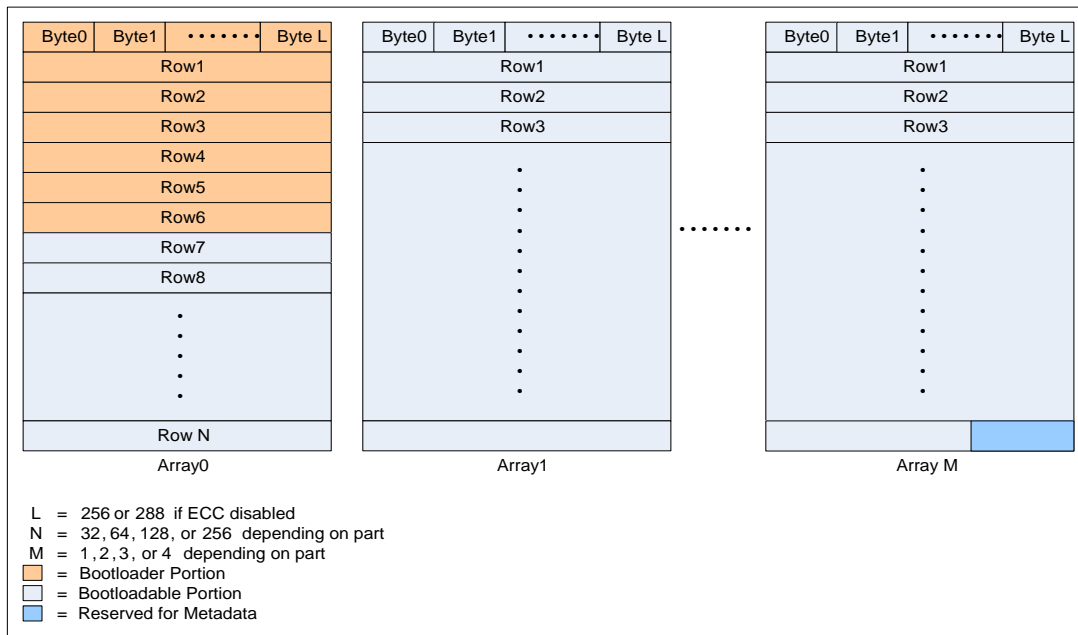 Byte0 Byte1 ······· Byte L
Row1
Row2
Row3
Row4
Row5
Row6
Row7
Row8
Row N
Array0
Byte0 Byte1 ······· Byte L
Row1
Row2
Row3
Array1
·······
Byte0 Byte1 ······· Byte L
Row1
Row2
Row3
Array M
L = 256 or 288 if ECC disabled
N = 32, 64, 128, or 256 depending on part
M = 1, 2, 3, or 4 depending on part
= Bootloader Portion
= Bootloadable Portion
= Reserved for Metadata